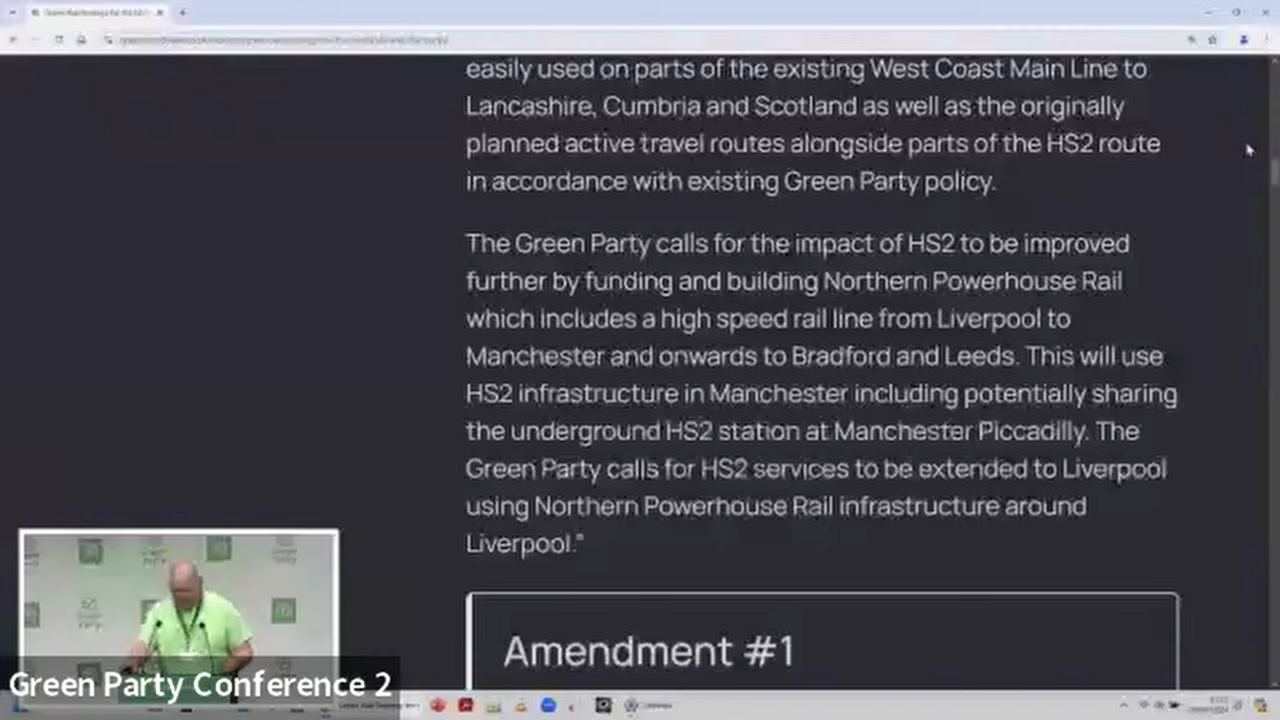 easily used on parts of the existing West Coast Main Line to
Lancashire, Cumbria and Scotland as well as the originally
planned active travel routes alongside parts of the HS2 route
in accordance with existing Green Party policy.
The Green Party calls for the impact of HS2 to be improved
further by funding and building Northern Powerhouse Rail
which includes a high speed rail line from Liverpool to
Manchester and onwards to Bradford and Leeds. This will use
HS2 infrastructure in Manchester including potentially sharing
the underground HS2 station at Manchester Piccadilly. The
Green Party calls for HS2 services to be extended to Liverpool
using Northern Powerhouse Rail infrastructure around
Liverpool.”
Amendment #1
Green Party Conference 2